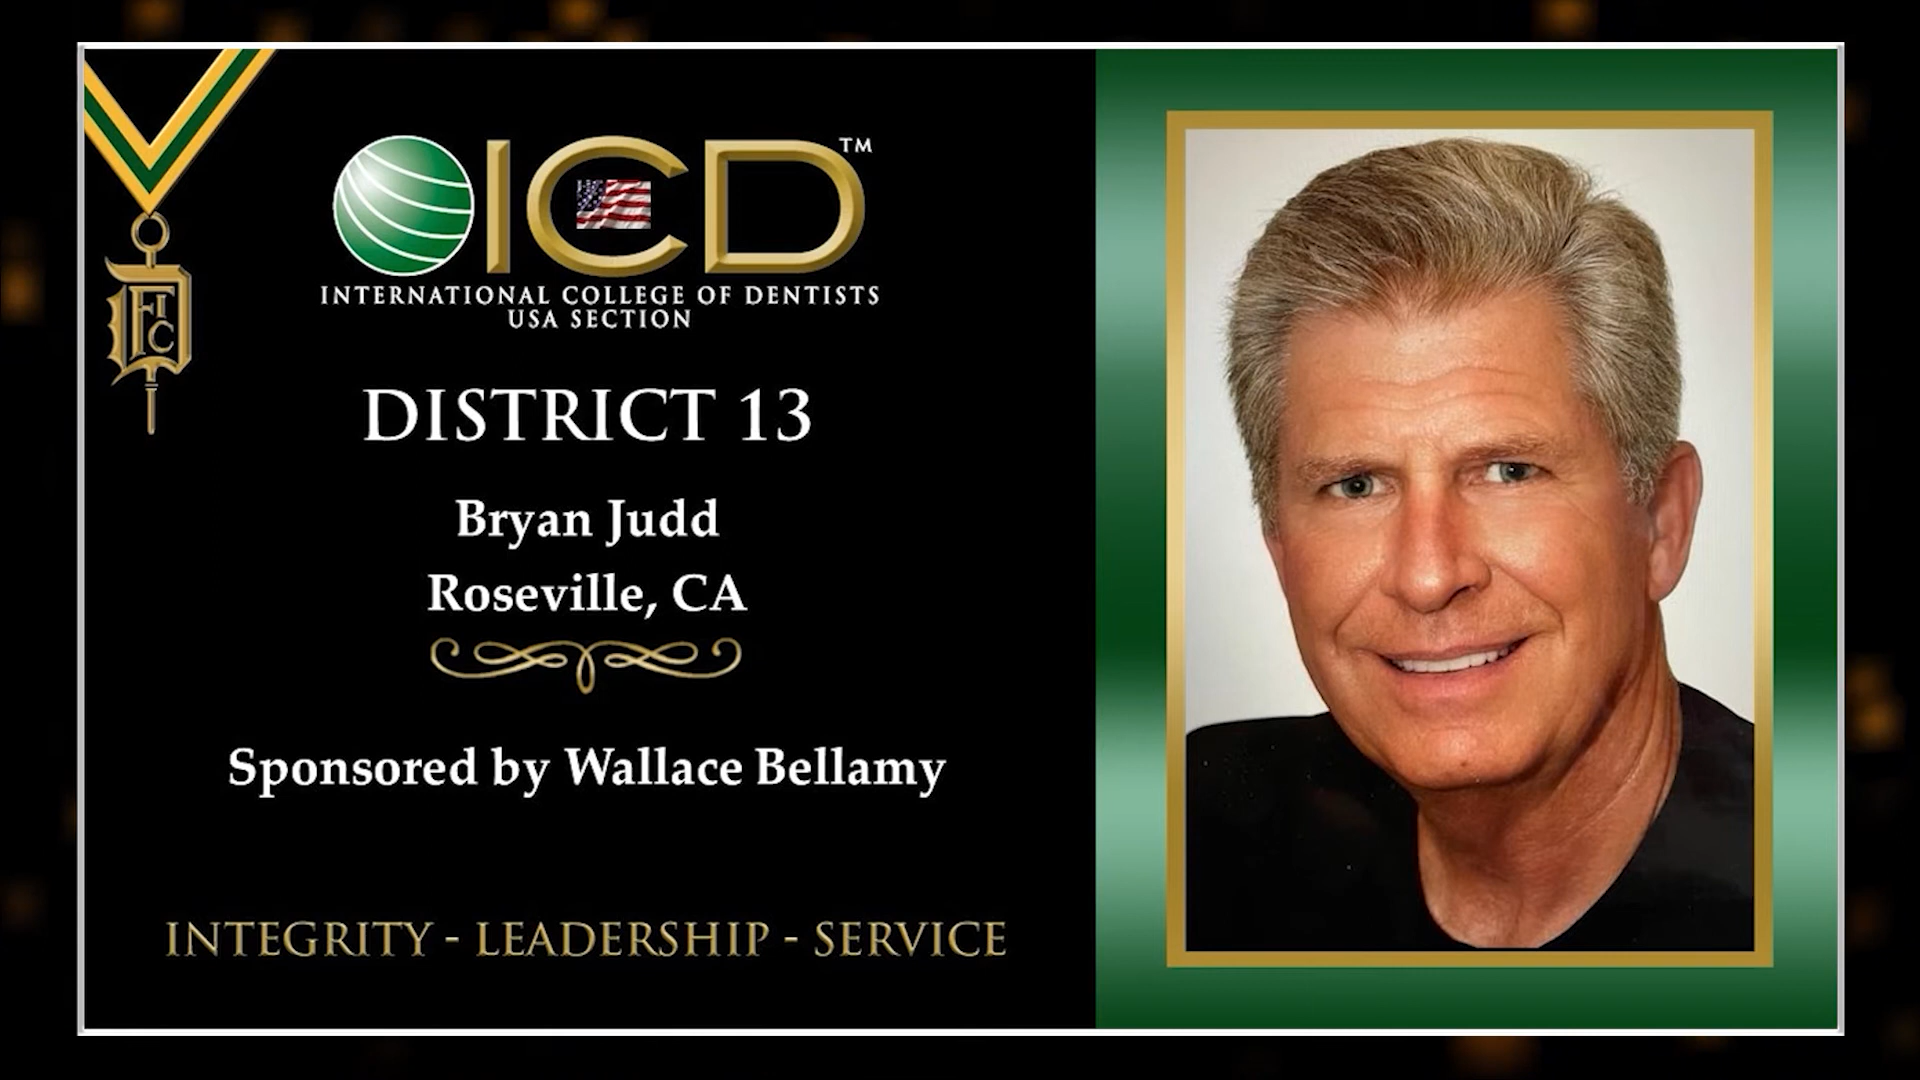 ICD™
INTERNATIONAL COLLEGE OF DENTISTS
USA SECTION
DISTRICT 13
Bryan Judd
Roseville, CA
Sponsored by Wallace Bellamy
INTEGRITY - LEADERSHIP - SERVICE
DFIC